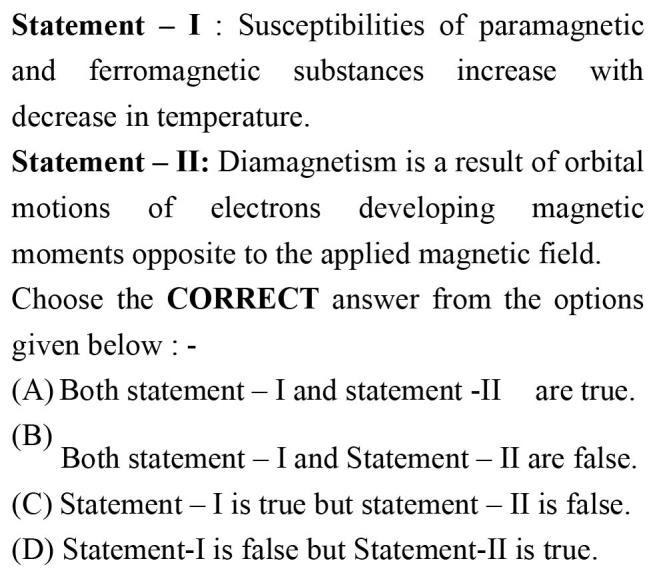 Statement – I : Susceptibilities of paramagnetic
and ferromagnetic substances increase with
decrease in temperature.
Statement – II: Diamagnetism is a result of orbital
motions of electrons developing magnetic
moments opposite to the applied magnetic field.
Choose the CORRECT answer from the options
given below : -
(A) Both statement – I and statement -II are true.
(B)
Both statement – I and Statement – II are false.
(C) Statement – I is true but statement – II is false.
(D) Statement-I is false but Statement-II is true.